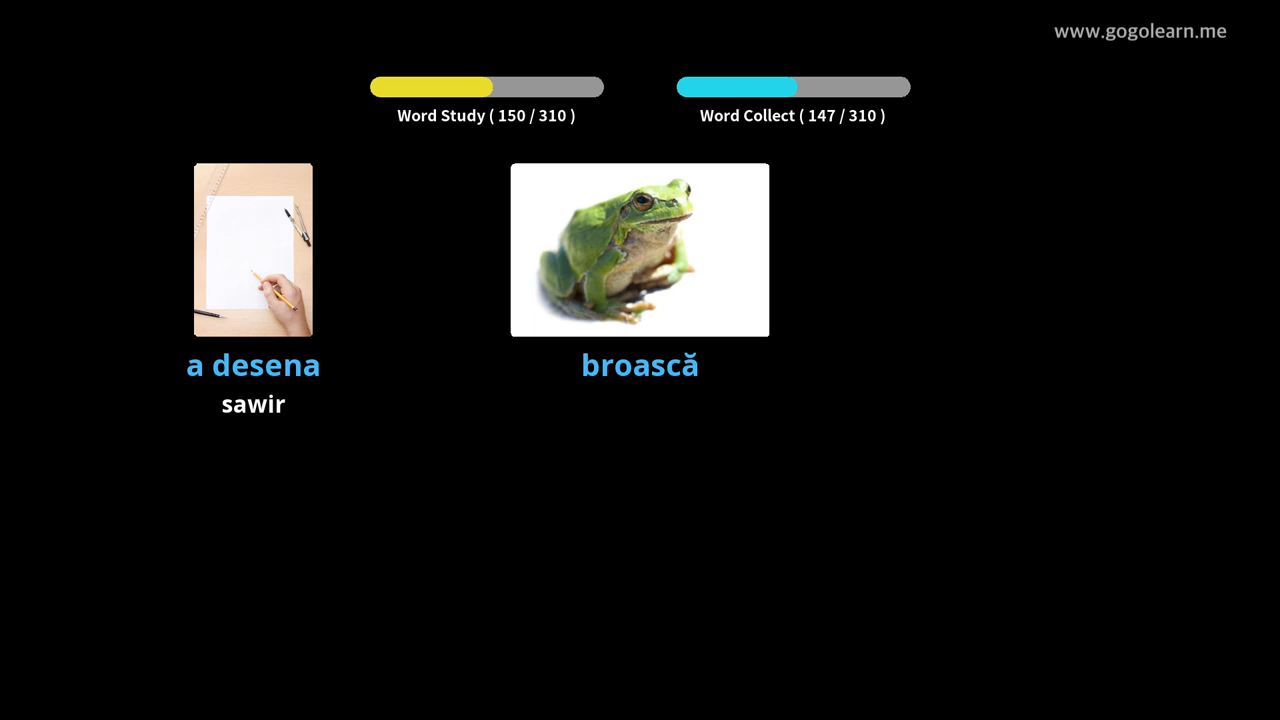 www.gogolearn.me
Word Study ( 150 / 310 )
Word Collect ( 147 / 310 )
a desena
sawir
broască